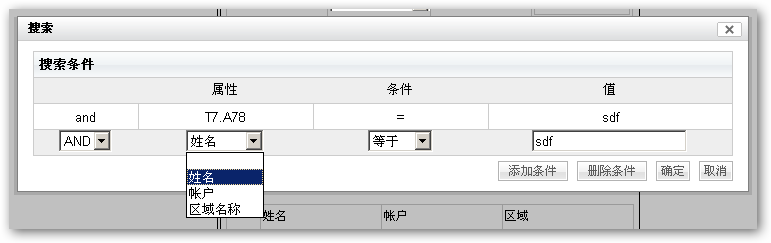 搜索
搜索条件
属性 条件 值
and T7.A78 = sdf
AND 姓名 等于 sdf
姓名
帐户
区域名称
添加条件 删除条件 确定 取消
姓名 帐户 区域